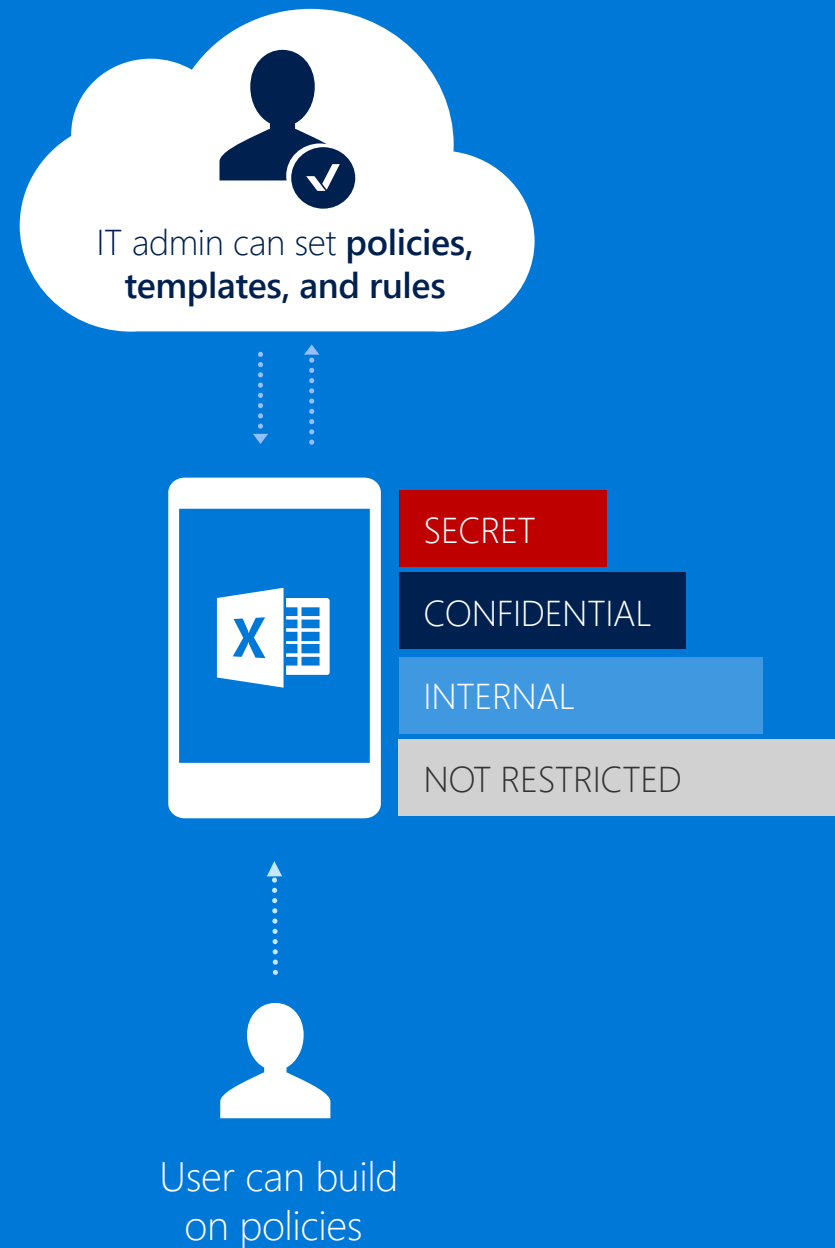 IT admin can set policies,
templates, and rules
X
SECRET
CONFIDENTIAL
INTERNAL
NOT RESTRICTED
User can build
on policies